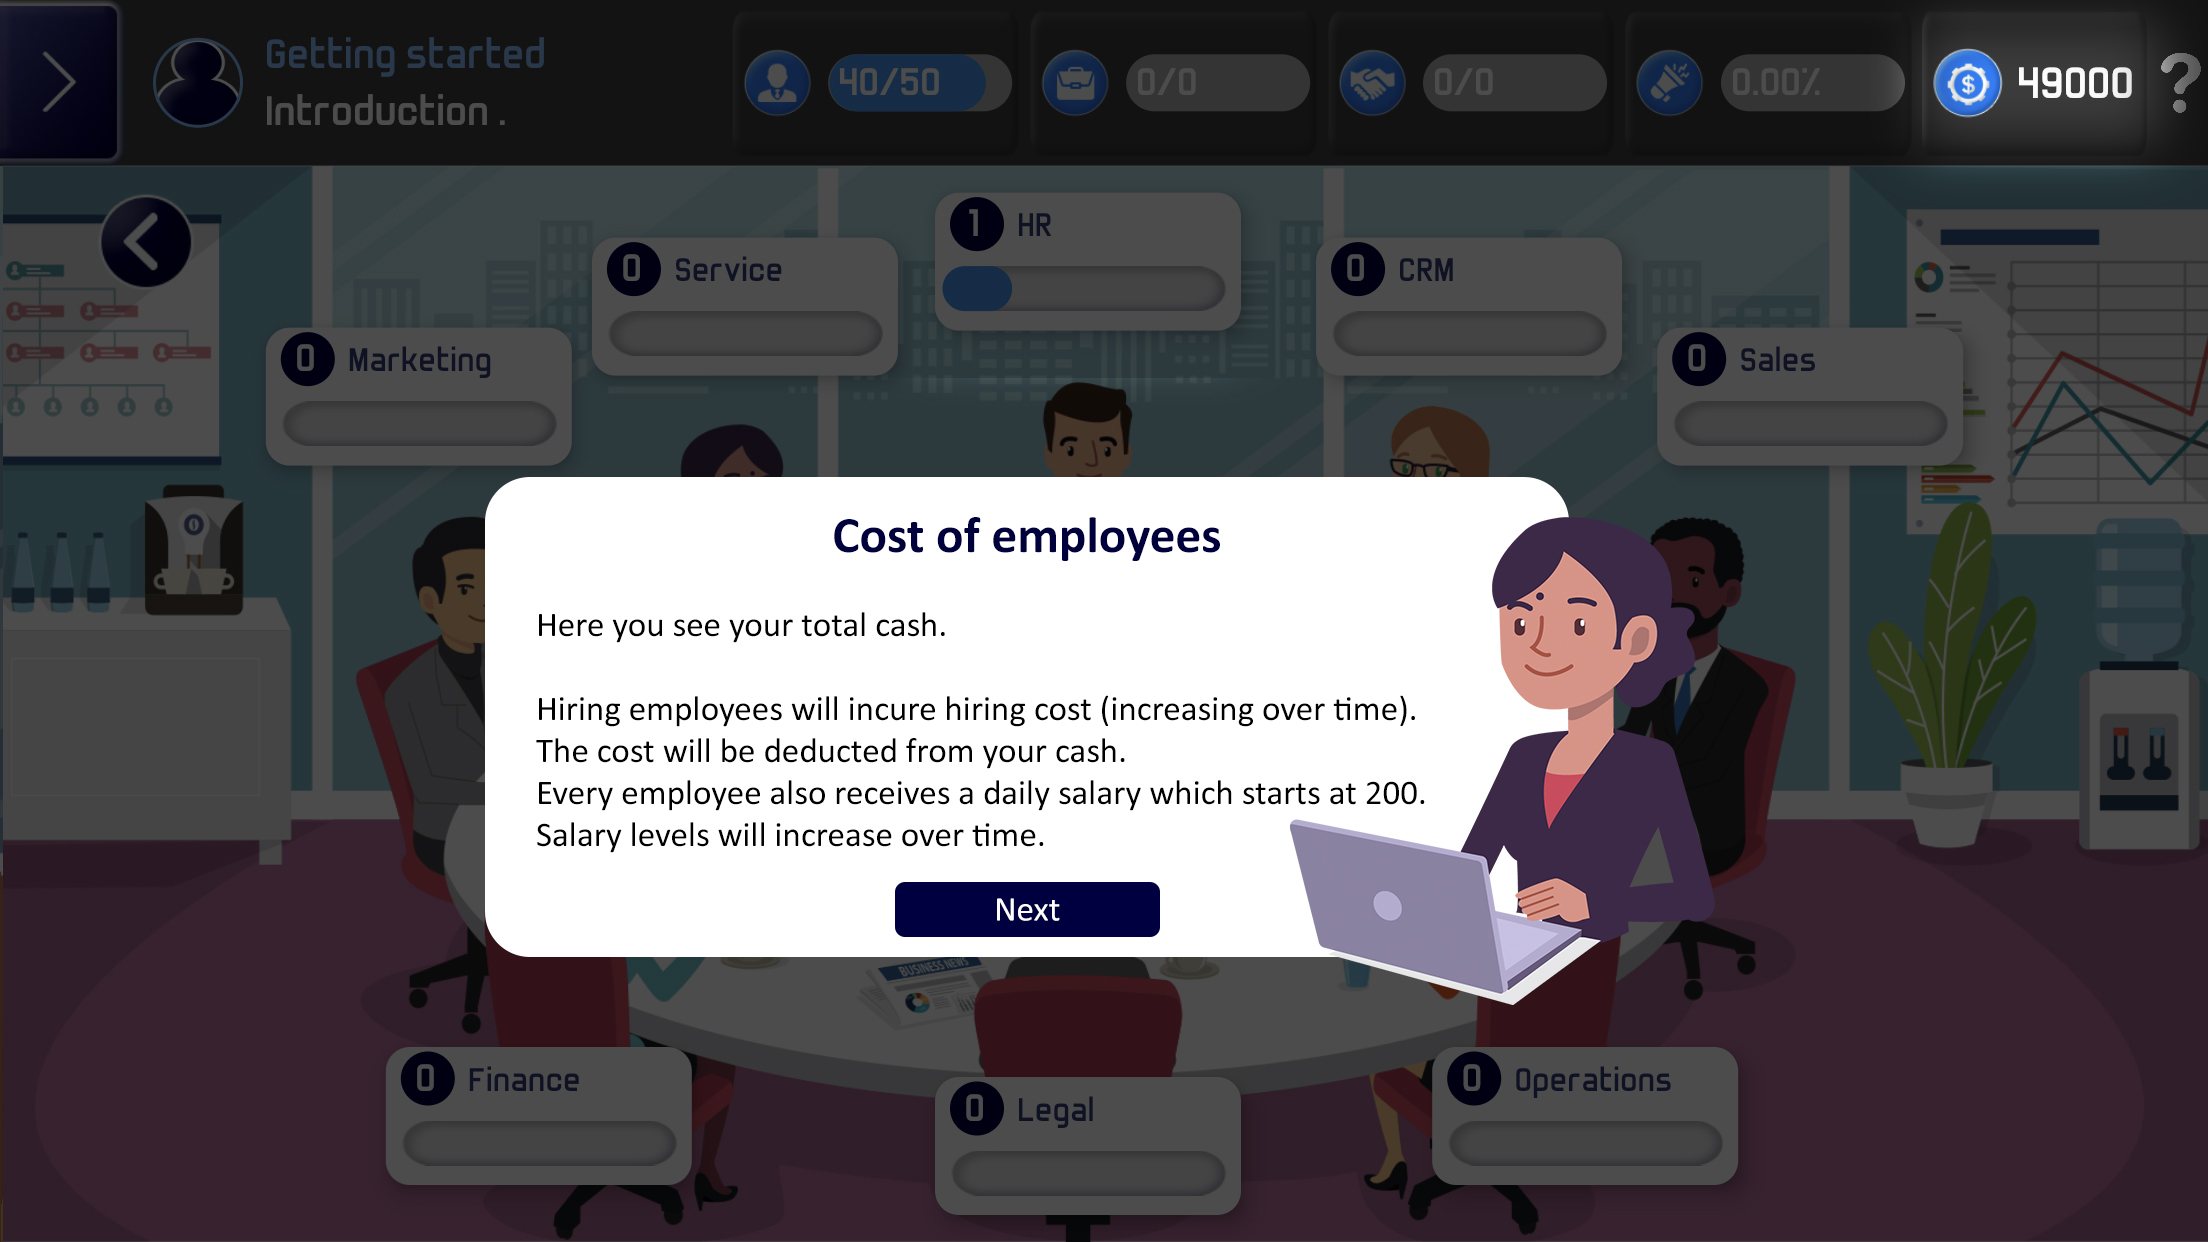 Getting started
Introduction .
40/50
0/0
0/0
0.00%
49000
?
1 HR
0 Service
0 CRM
0 Marketing
0 Sales
Cost of employees
Here you see your total cash.
Hiring employees will incure hiring cost (increasing over time).
The cost will be deducted from your cash.
Every employee also receives a daily salary which starts at 200.
Salary levels will increase over time.
Next
BUSINESS NEWS
0 Finance
0 Legal
0 Operations